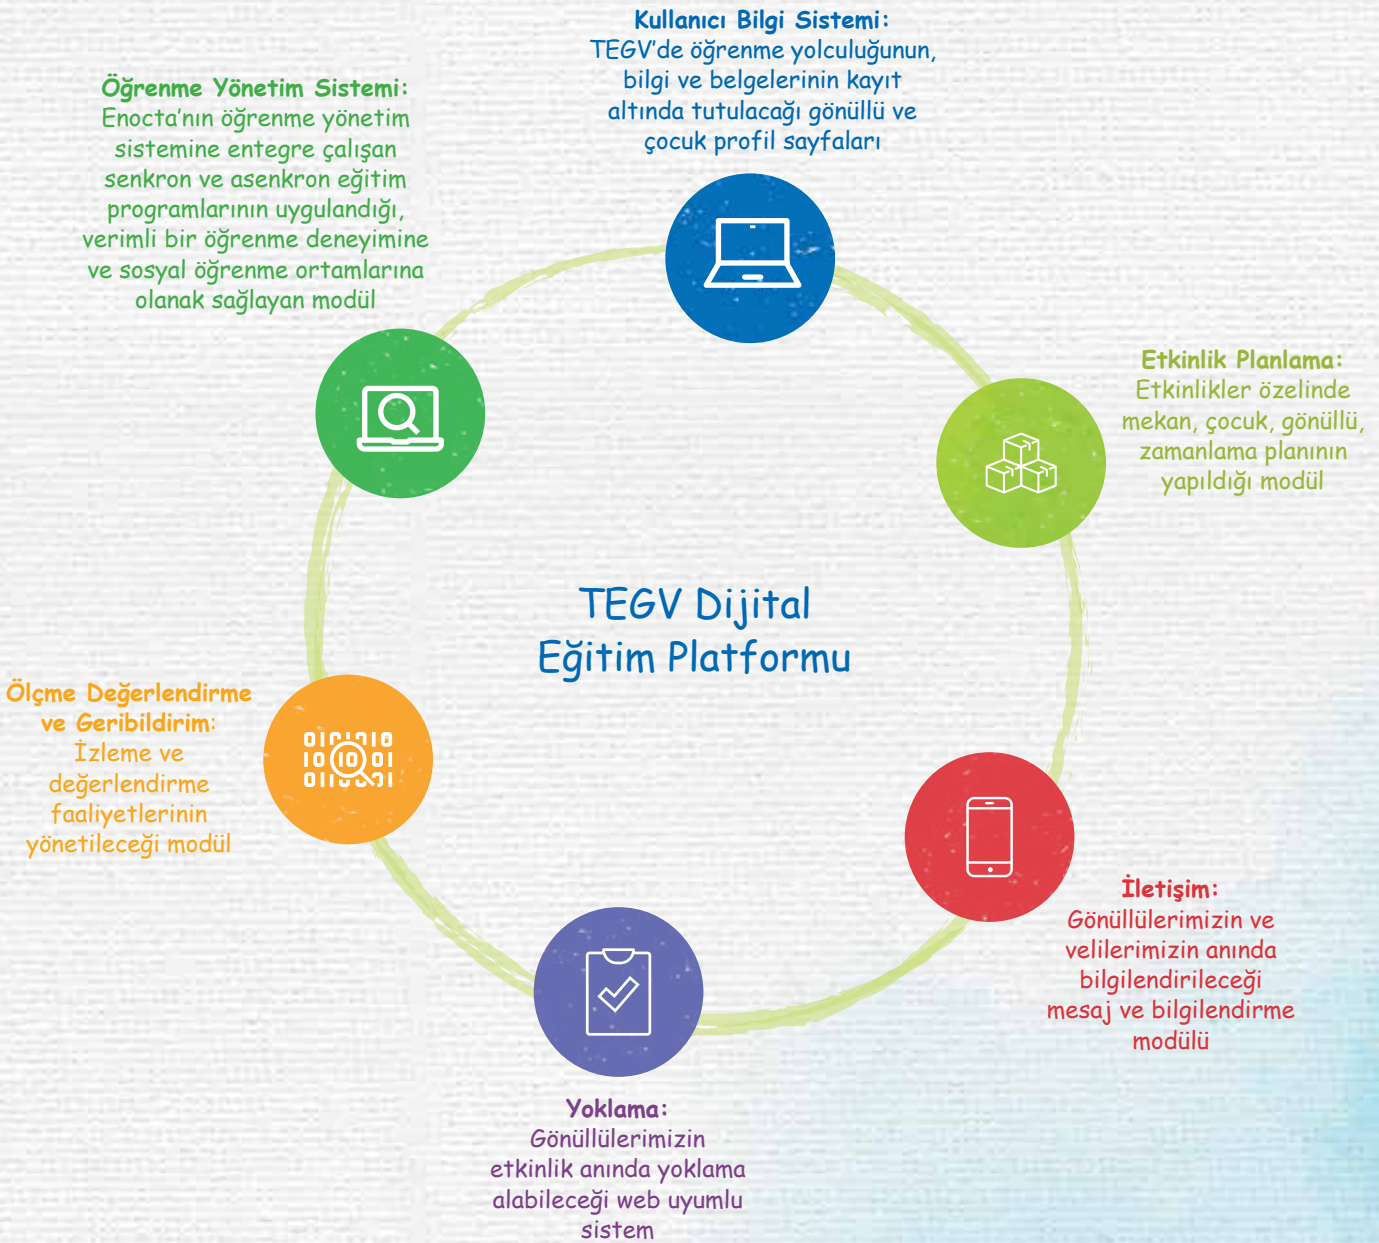 Kullanıcı Bilgi Sistemi:
TEGV’de öğrenme yolculuğunun,
bilgi ve belgelerinin kayıt
altında tutulacağı gönüllü ve
çocuk profil sayfaları
Öğrenme Yönetim Sistemi:
Enocta’nın öğrenme yönetim
sistemine entegre çalışan
senkron ve asenkron eğitim
programlarının uygulandığı,
verimli bir öğrenme deneyimine
ve sosyal öğrenme ortamlarına
olanak sağlayan modül
Etkinlik Planlama:
Etkinlikler özelinde
mekan, çocuk, gönüllü,
zamanlama planının
yapıldığı modül
TEGV Dijital
Eğitim Platformu
Ölçme Değerlendirme
ve Geribildirim:
İzleme ve
değerlendirme
faaliyetlerinin
yönetileceği modül
İletişim:
Gönüllülerimizin ve
velilerimizin anında
bilgilendirileceği
mesaj ve bilgilendirme
modülü
Yoklama:
Gönüllülerimizin
etkinlik anında yoklama
alabileceği web uyumlu
sistem